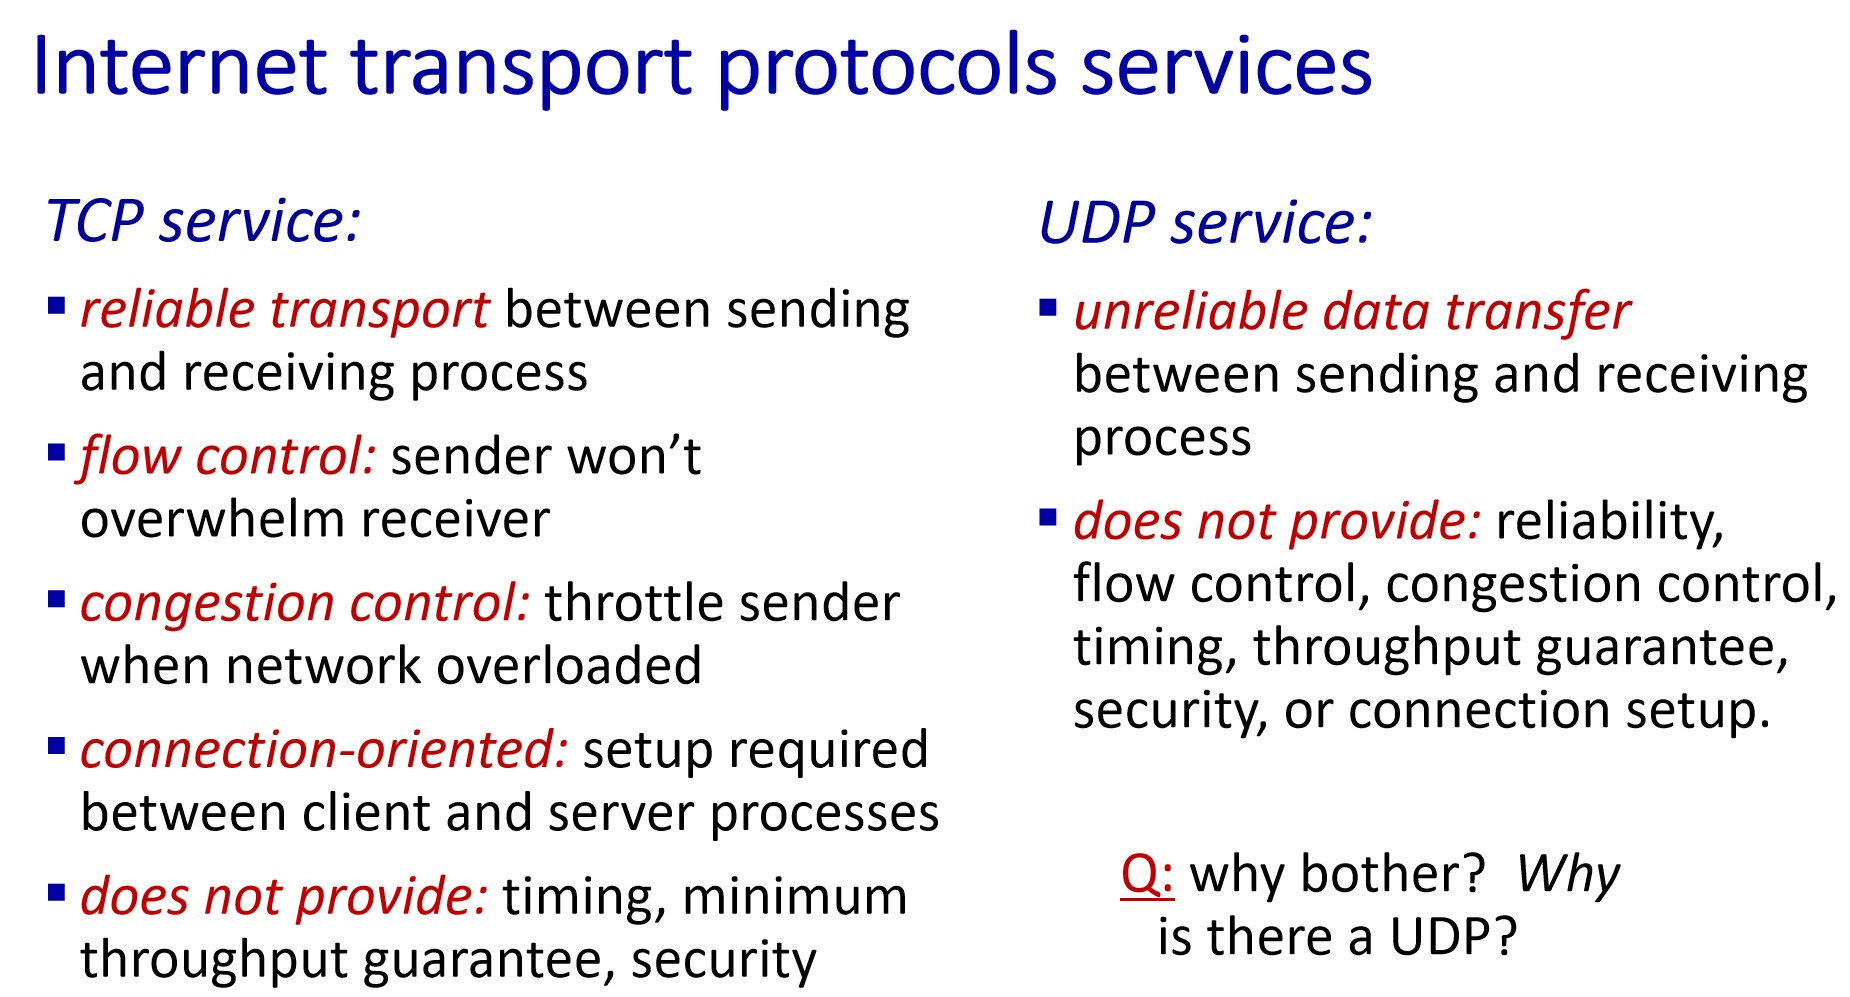 Internet transport protocols services
TCP service:
▪ reliable transport between sending
and receiving process
▪ flow control: sender won’t
overwhelm receiver
▪ congestion control: throttle sender
when network overloaded
▪ connection-oriented: setup required
between client and server processes
▪ does not provide: timing, minimum
throughput guarantee, security
UDP service:
▪ unreliable data transfer
between sending and receiving
process
▪ does not provide: reliability,
flow control, congestion control,
timing, throughput guarantee,
security, or connection setup.
Q: why bother? Why
is there a UDP?